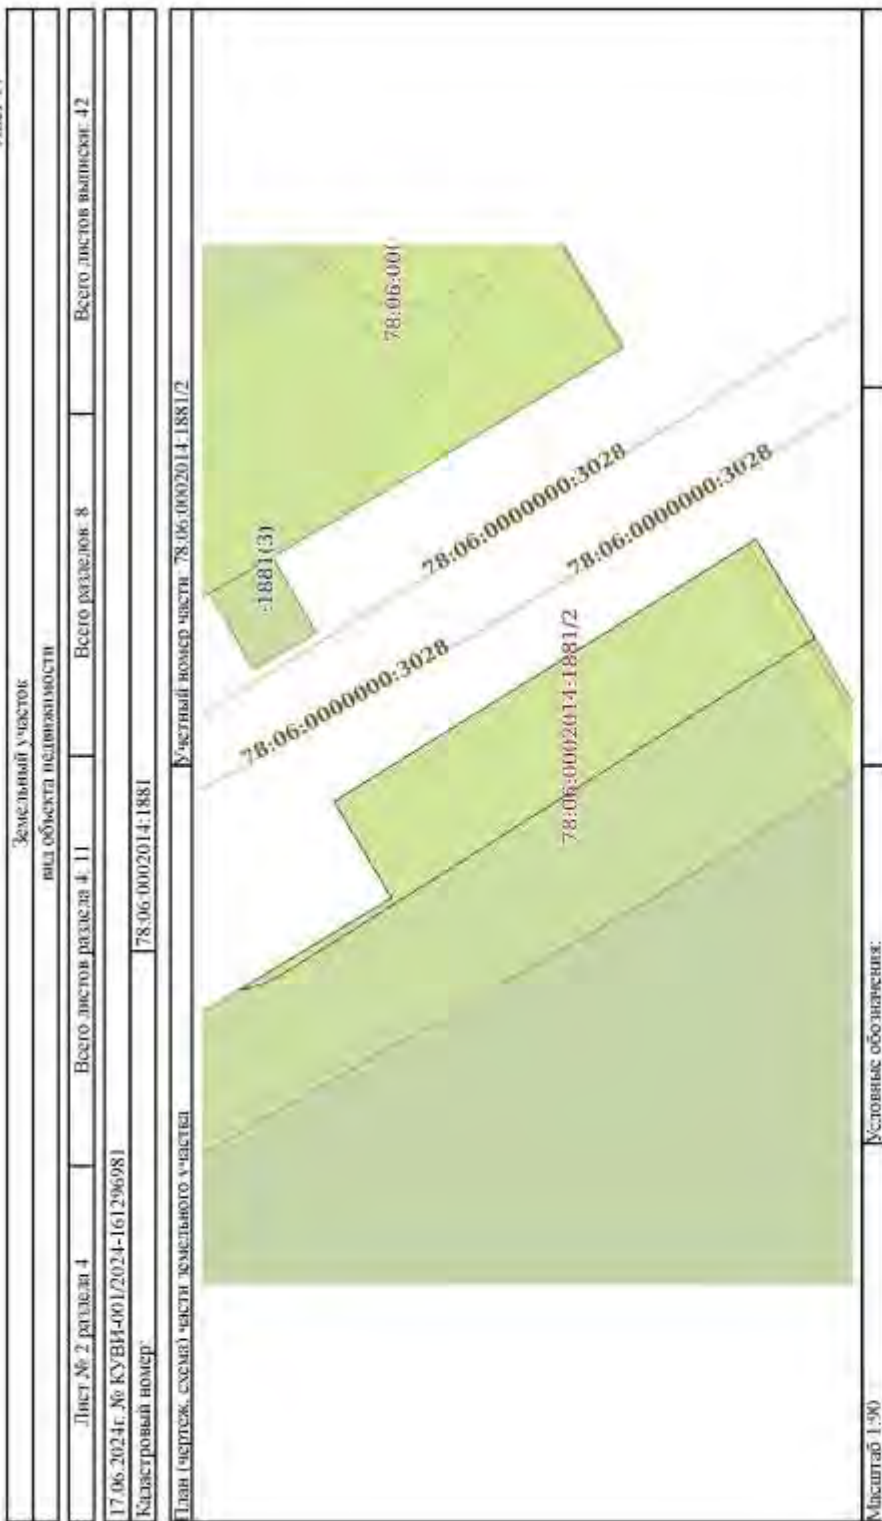 Земельный участок
вид объекта недвижимости
Лист № 2 раздела 4 Всего листов раздела 4: 11 Всего разделов: 8 Всего листов выписки: 42
17.06.2024г. № КУВИ-001/2024-161296981
Кадастровый номер: 78:06:0002014:1881
План (чертеж, схема) части земельного участка Учетный номер части: 78:06:0002014:1881/2
78:06:00
:1881(3)
78:06:0000000:3028
78:06:0000000:3028
78:06:0000000:3028
78:06:0002014:1881/2
Масштаб 1:90 Условные обозначения: